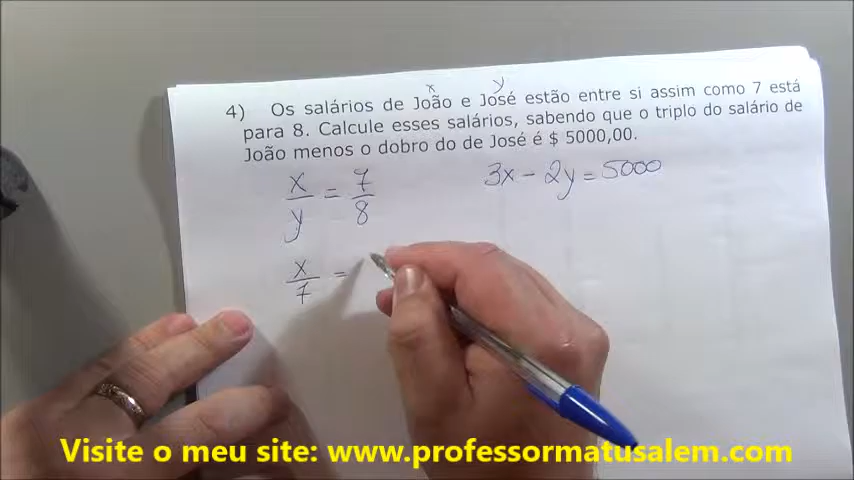 x y
4) Os salários de João e José estão entre si assim como 7 está
para 8. Calcule esses salários, sabendo que o triplo do salário de
João menos o dobro do de José é $ 5000,00.
x/y = 7/8 3x - 2y = 5000
x/7 =
Visite o meu site: www.professormatusalem.com